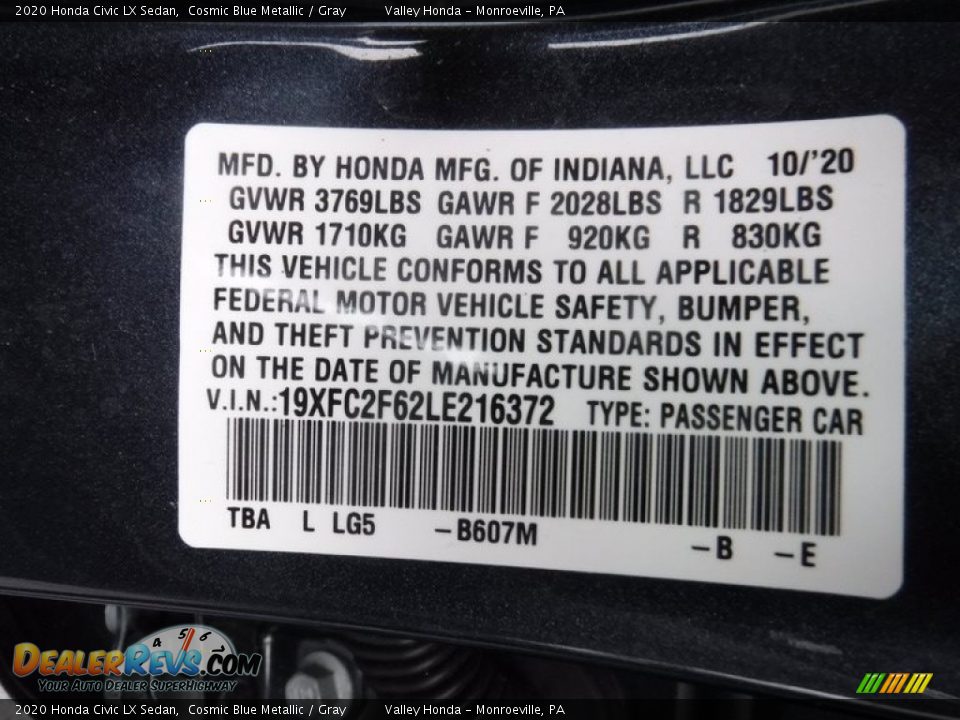 2020 Honda Civic LX Sedan, Cosmic Blue Metallic / Gray Valley Honda - Monroeville, PA
MFD. BY HONDA MFG. OF INDIANA, LLC 10/'20
GVWR 3769LBS GAWR F 2028LBS R 1829LBS
GVWR 1710KG GAWR F 920KG R 830KG
THIS VEHICLE CONFORMS TO ALL APPLICABLE
FEDERAL MOTOR VEHICLE SAFETY, BUMPER,
AND THEFT PREVENTION STANDARDS IN EFFECT
ON THE DATE OF MANUFACTURE SHOWN ABOVE.
V.I.N.:19XFC2F62LE216372 TYPE: PASSENGER CAR
TBA L LG5 -B607M -B -E
4 5 6
DEALERREVS.COM
YOUR AUTO DEALER SUPERHIGHWAY
2020 Honda Civic LX Sedan, Cosmic Blue Metallic / Gray Valley Honda - Monroeville, PA